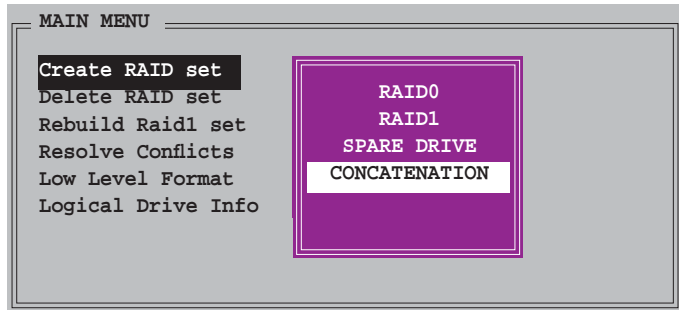 MAIN MENU
Create RAID set
Delete RAID set
Rebuild Raid1 set
Resolve Conflicts
Low Level Format
Logical Drive Info
RAID0
RAID1
SPARE DRIVE
CONCATENATION